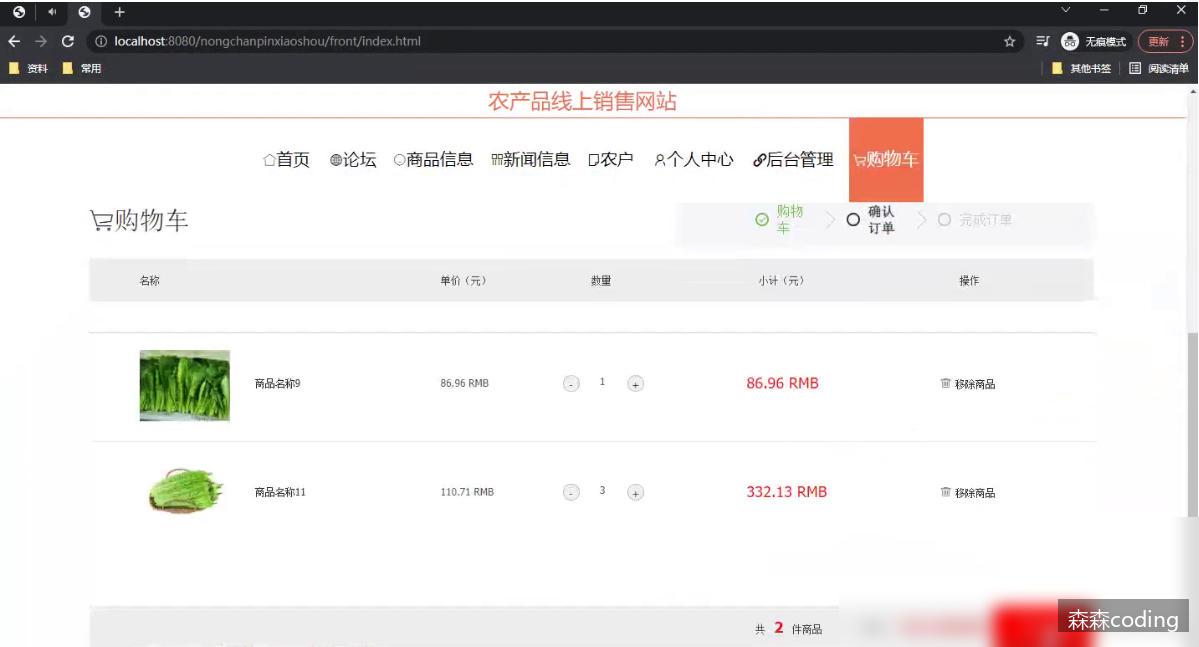 localhost:8080/nongchanpinxiaoshou/front/index.html
无痕模式
更新
资料
常用
其他书签
阅读清单
农产品线上销售网站
首页
论坛
商品信息
新闻信息
农户
个人中心
后台管理
购物车
购物车
购物
车
确认
订单
完成订单
名称
单价（元）
数量
小计（元）
操作
商品名称9
86.96 RMB
-
1
+
86.96 RMB
移除商品
商品名称11
110.71 RMB
-
3
+
332.13 RMB
移除商品
共 2 件商品
森森coding